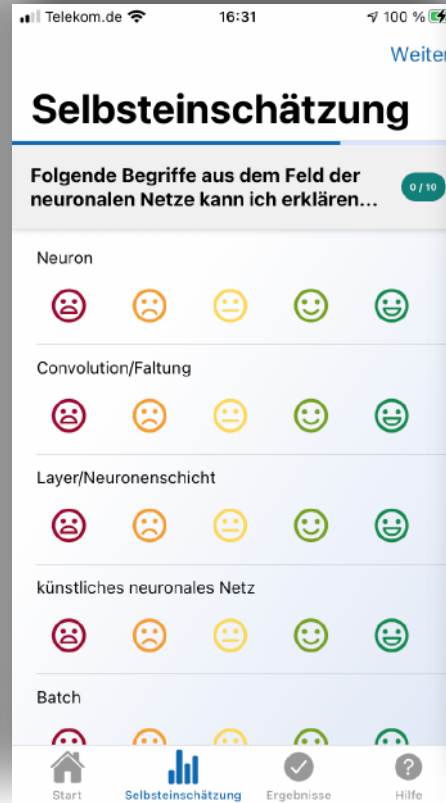 Telekom.de 16:31 100 %
Weiter
Selbsteinschätzung
Folgende Begriffe aus dem Feld der
neuronalen Netze kann ich erklären...
0 / 10
Neuron
Convolution/Faltung
Layer/Neuronenschicht
künstliches neuronales Netz
Batch
Start Selbsteinschätzung Ergebnisse Hilfe